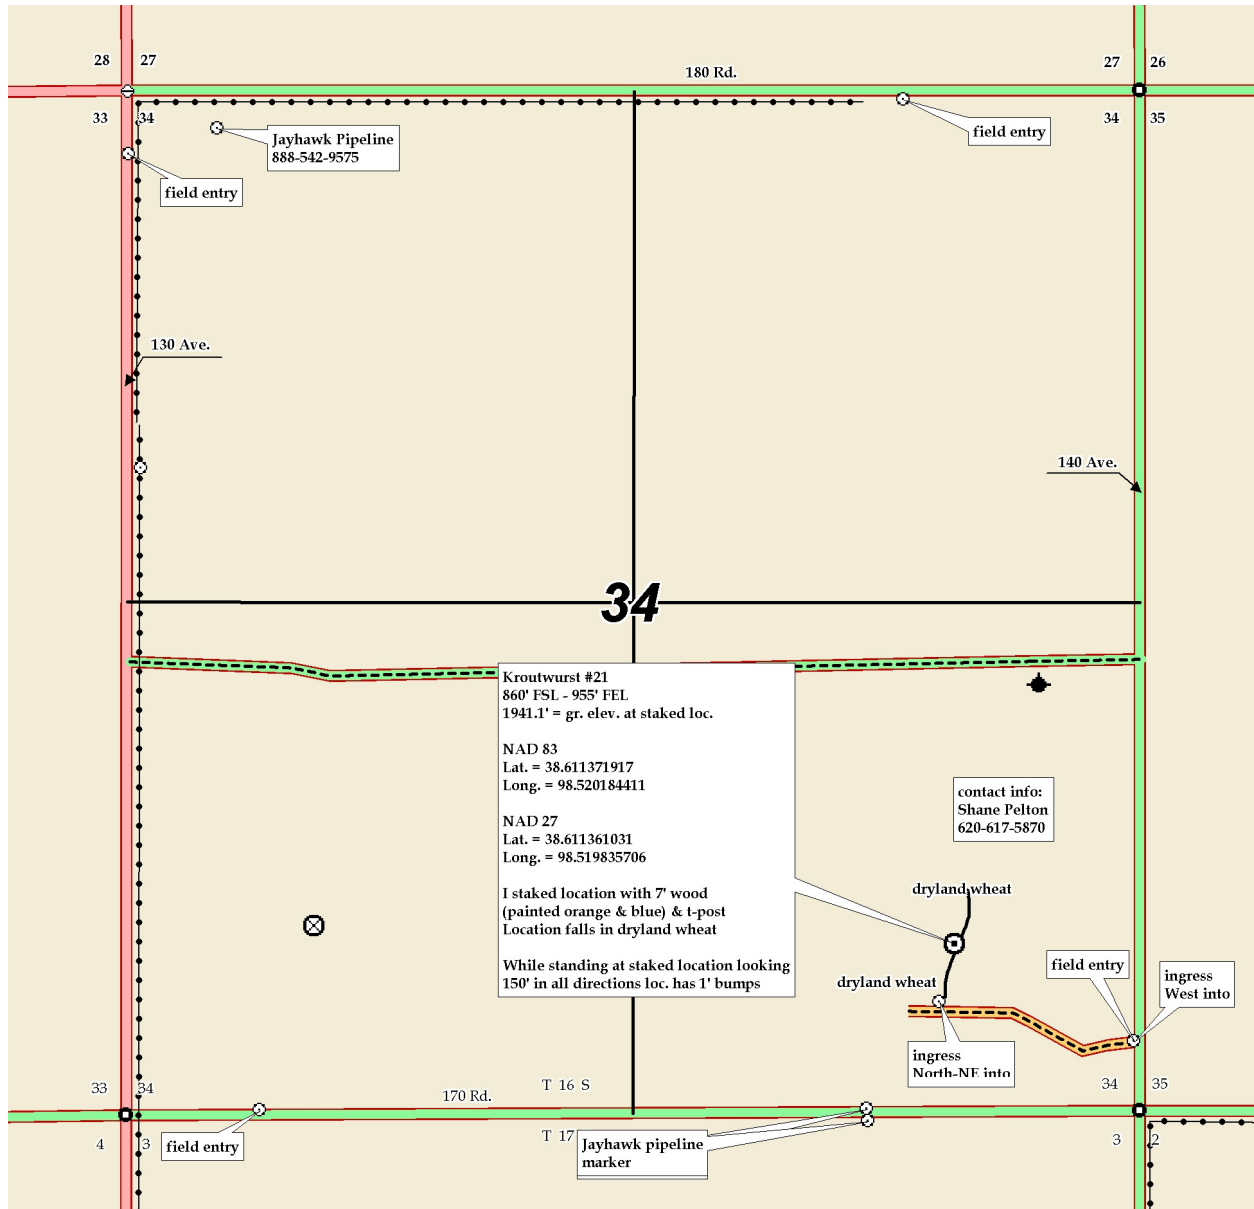 28 27
27 26
180 Rd.
33 34
34 35
field entry
Jayhawk Pipeline
888-542-9575
field entry
130 Ave.
140 Ave.
34
Kroutwurst #21
860' FSL - 955' FEL
1941.1' = gr. elev. at staked loc.
NAD 83
Lat. = 38.611371917
Long. = 98.520184411
NAD 27
Lat. = 38.611361031
Long. = 98.519835706
I staked location with 7' wood
(painted orange & blue) & t-post
Location falls in dryland wheat
While standing at staked location looking
150' in all directions loc. has 1' bumps
contact info:
Shane Pelton
620-617-5870
dryland wheat
dryland wheat
field entry
ingress
West into
ingress
North-NE into
33 34
T 16 S
34 35
170 Rd.
4 3
field entry
T 17
Jayhawk pipeline
marker
3 2